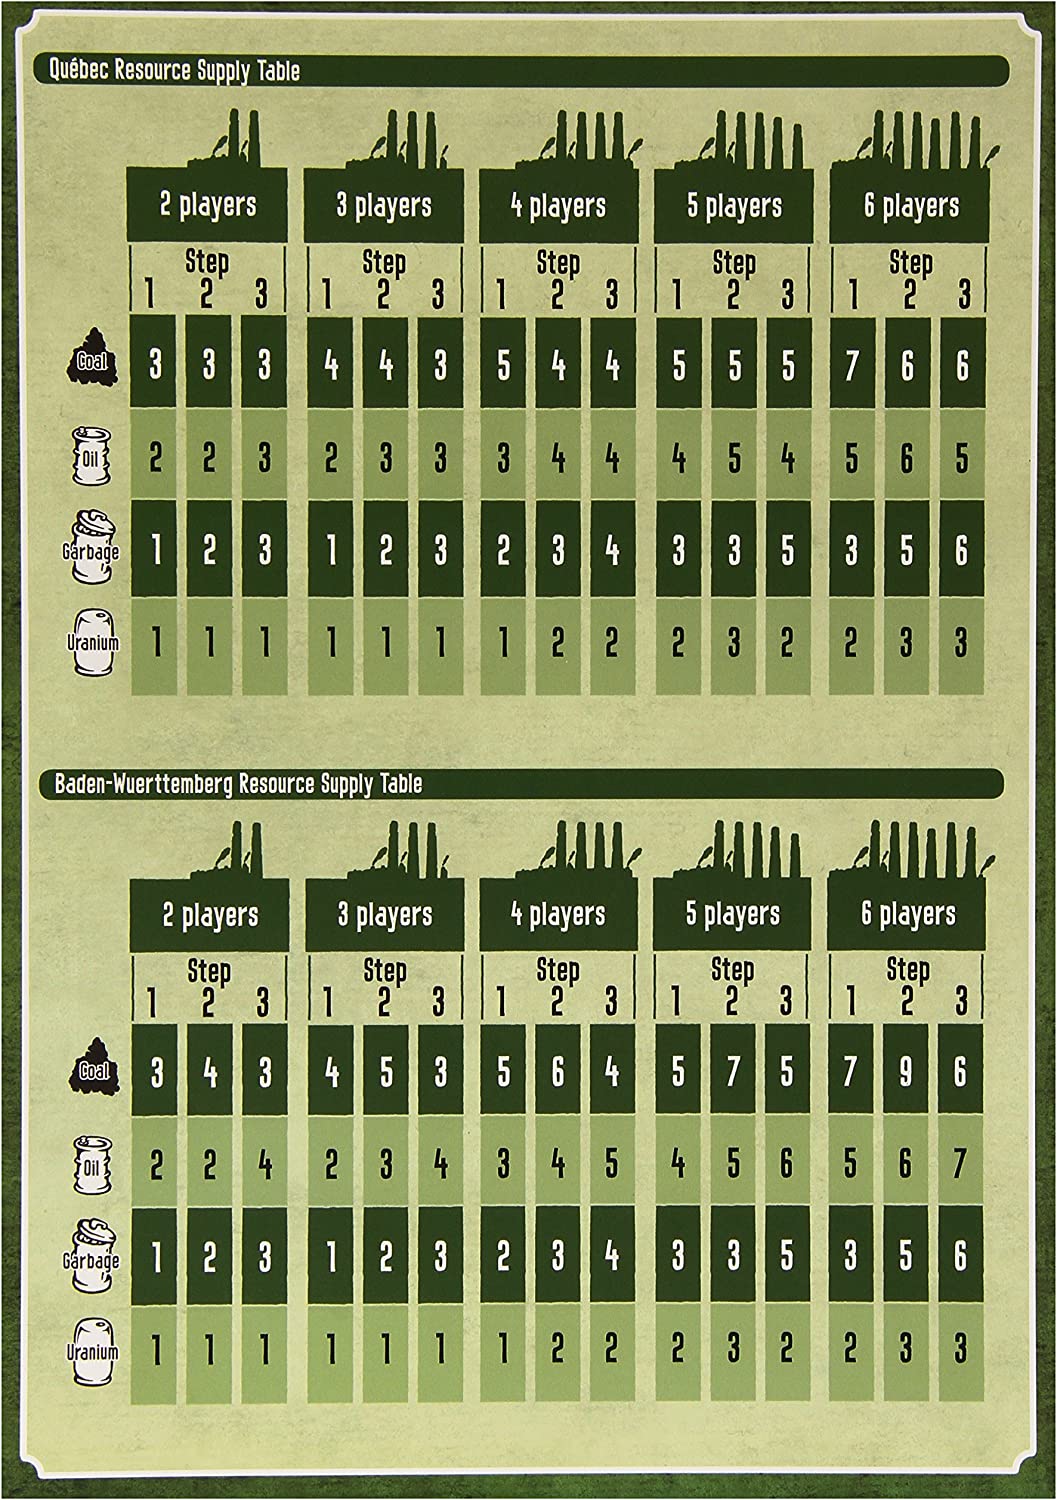 Québec Resource Supply Table
2 players 3 players 4 players 5 players 6 players
Step Step Step Step Step
1 2 3 1 2 3 1 2 3 1 2 3 1 2 3
Coal 3 3 3 4 4 3 5 4 4 5 5 5 7 6 6
Oil 2 2 3 2 3 3 3 4 4 4 5 4 5 6 5
Garbage 1 2 3 1 2 3 2 3 4 3 3 5 3 5 6
Uranium 1 1 1 1 1 1 1 2 2 2 3 2 2 3 3
Baden-Wuerttemberg Resource Supply Table
2 players 3 players 4 players 5 players 6 players
Step Step Step Step Step
1 2 3 1 2 3 1 2 3 1 2 3 1 2 3
Coal 3 4 3 4 5 3 5 6 4 5 7 5 7 9 6
Oil 2 2 4 2 3 4 3 4 5 4 5 6 5 6 7
Garbage 1 2 3 1 2 3 2 3 4 3 3 5 3 5 6
Uranium 1 1 1 1 1 1 1 2 2 2 3 2 2 3 3